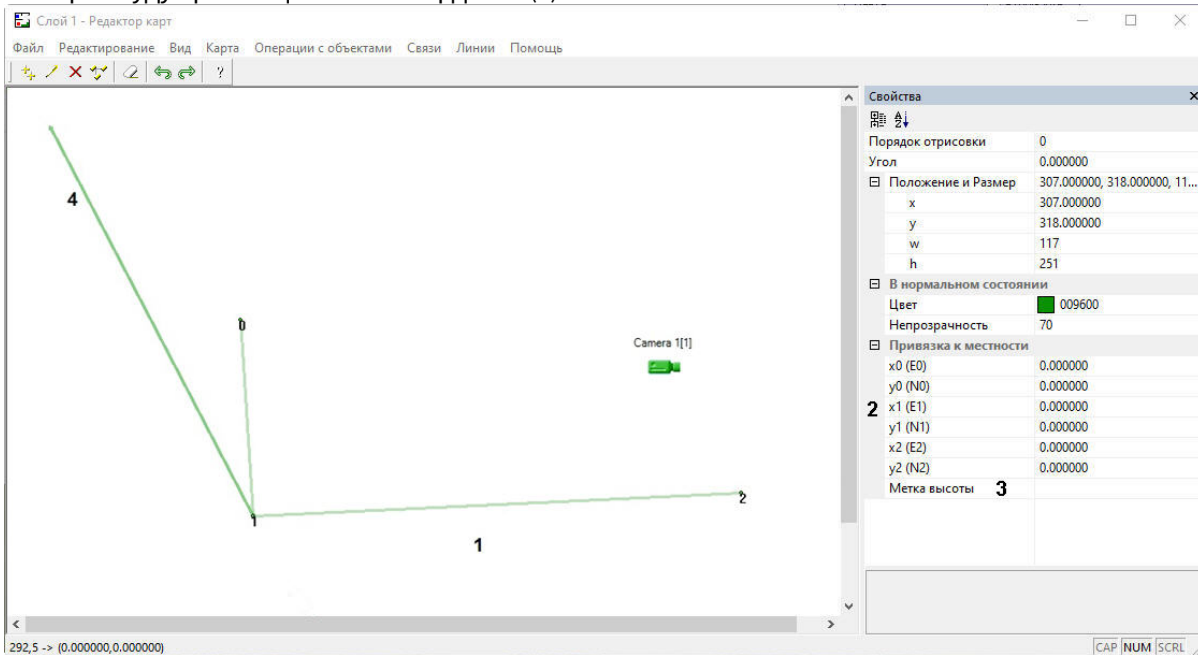 Слой 1 - Редактор карт
Файл Редактирование Вид Карта Операции с объектами Связи Линии Помощь
?
Свойства
Порядок отрисовки 0
Угол 0.000000
Положение и Размер 307.000000, 318.000000, 11...
x 307.000000
y 318.000000
w 117
h 251
В нормальном состоянии
Цвет 009600
Непрозрачность 70
Привязка к местности
x0 (E0) 0.000000
y0 (N0) 0.000000
2 x1 (E1) 0.000000
y1 (N1) 0.000000
x2 (E2) 0.000000
y2 (N2) 0.000000
Метка высоты 3
4
0
Camera 1[1]
2
1
1
292,5 -> (0.000000,0.000000)
CAP NUM SCRL